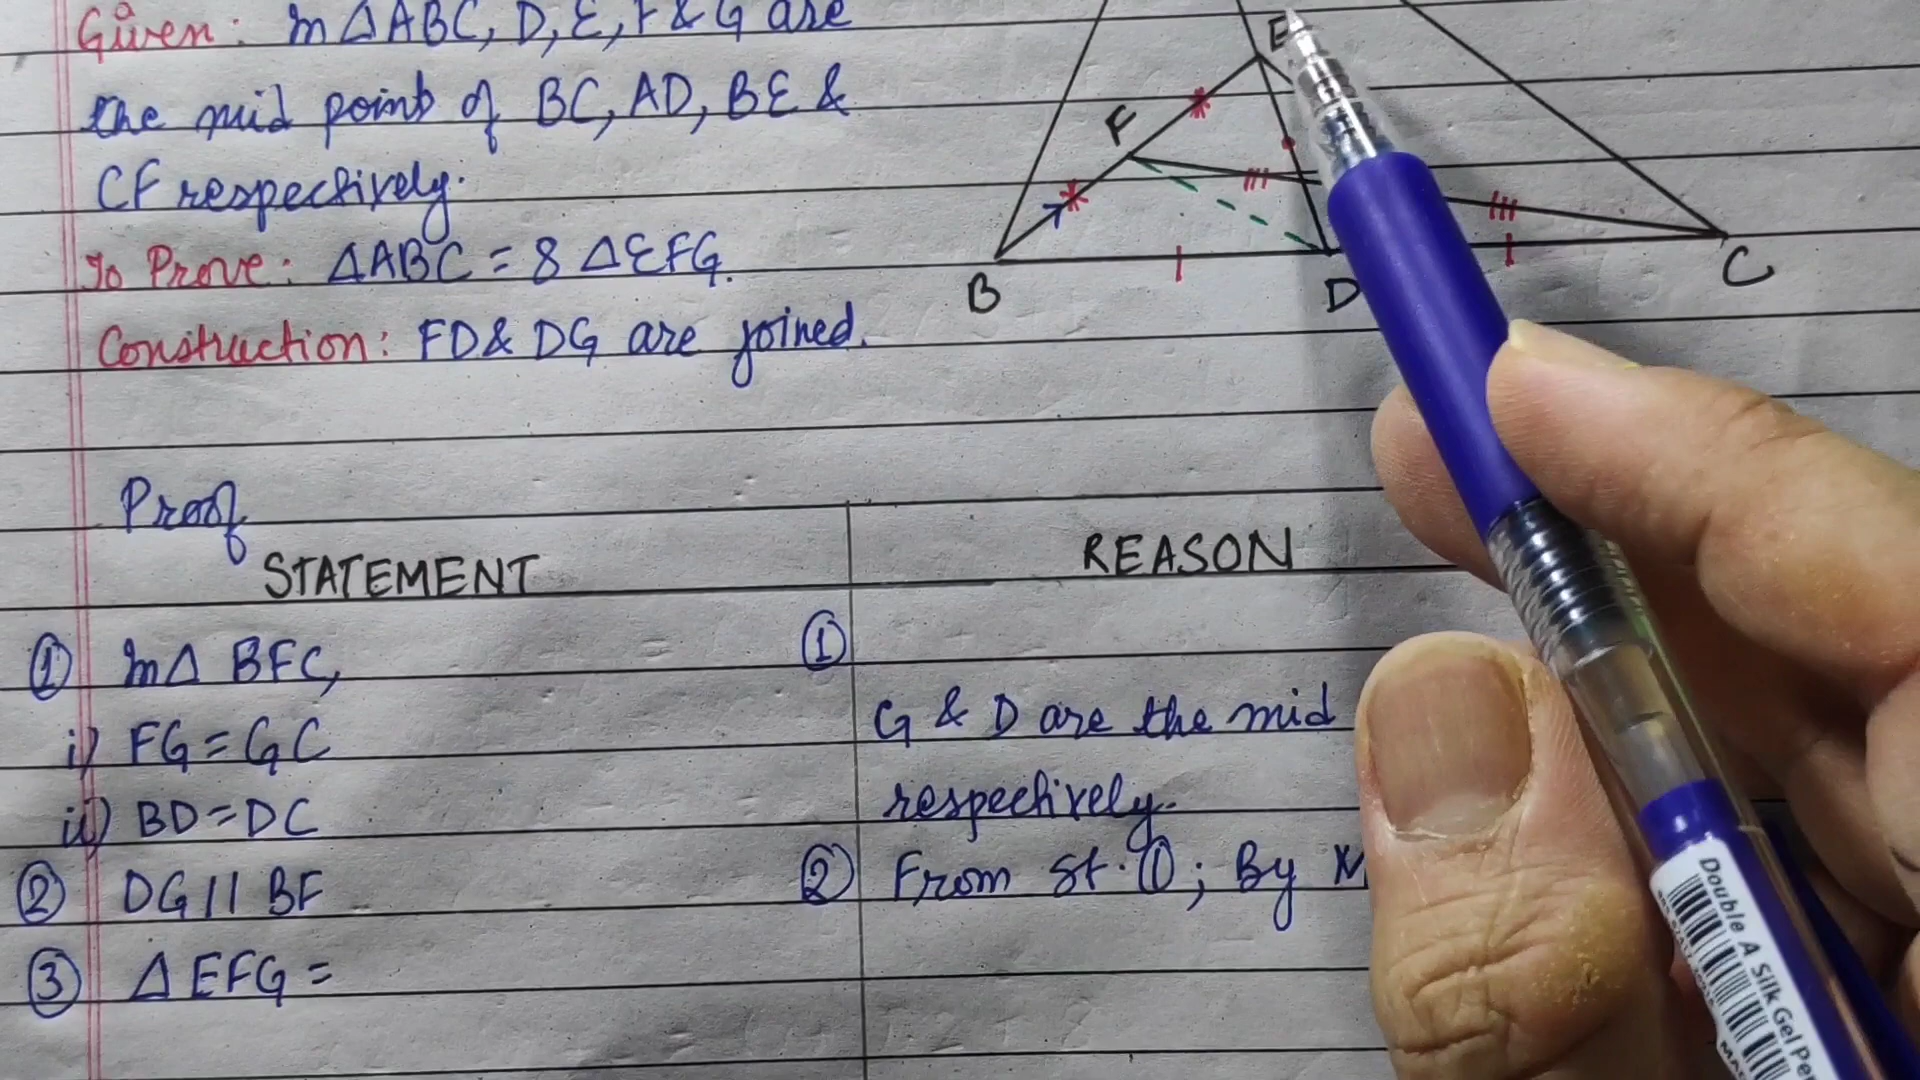 Given: In △ABC, D, E, F & G are
the mid point of BC, AD, BE &
CF respectively.
To Prove: △ABC = 8 △EFG.
Construction: FD & DG are joined.
E
F
B
D
C
Proof
STATEMENT
REASON
① In △ BFC,
i) FG = GC
ii) BD = DC
② DG || BF
③ △ EFG =
①
G & D are the mid
respectively.
② From st. ①; By
Double A Silk Gel Pen